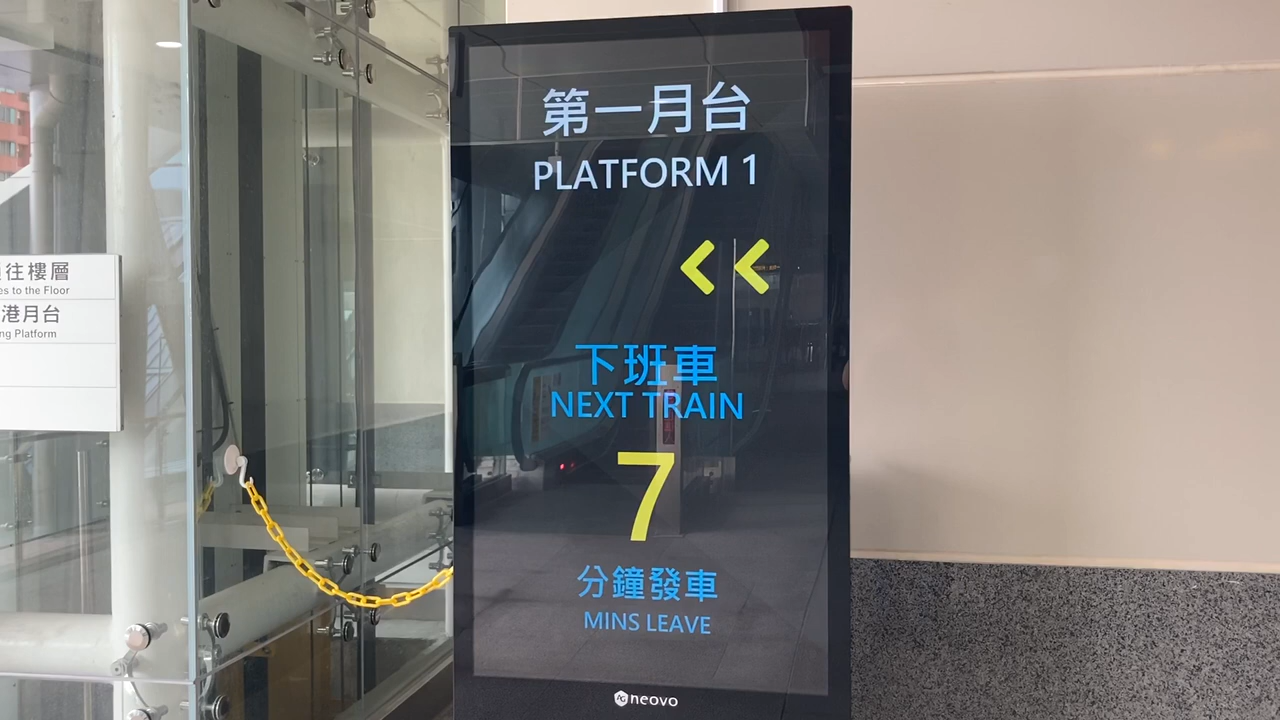 往樓層
es to the Floor
港月台
ng Platform
第一月台
PLATFORM 1
<<
下班車
NEXT TRAIN
7
分鐘發車
MINS LEAVE
AG neovo